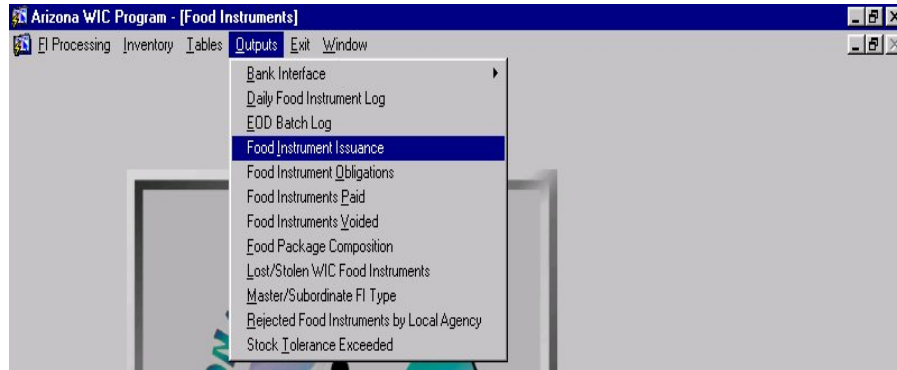 Arizona WIC Program - [Food Instruments]
FI Processing Inventory Tables Outputs Exit Window
Bank Interface
Daily Food Instrument Log
EOD Batch Log
Food Instrument Issuance
Food Instrument Obligations
Food Instruments Paid
Food Instruments Voided
Food Package Composition
Lost/Stolen WIC Food Instruments
Master/Subordinate FI Type
Rejected Food Instruments by Local Agency
Stock Tolerance Exceeded